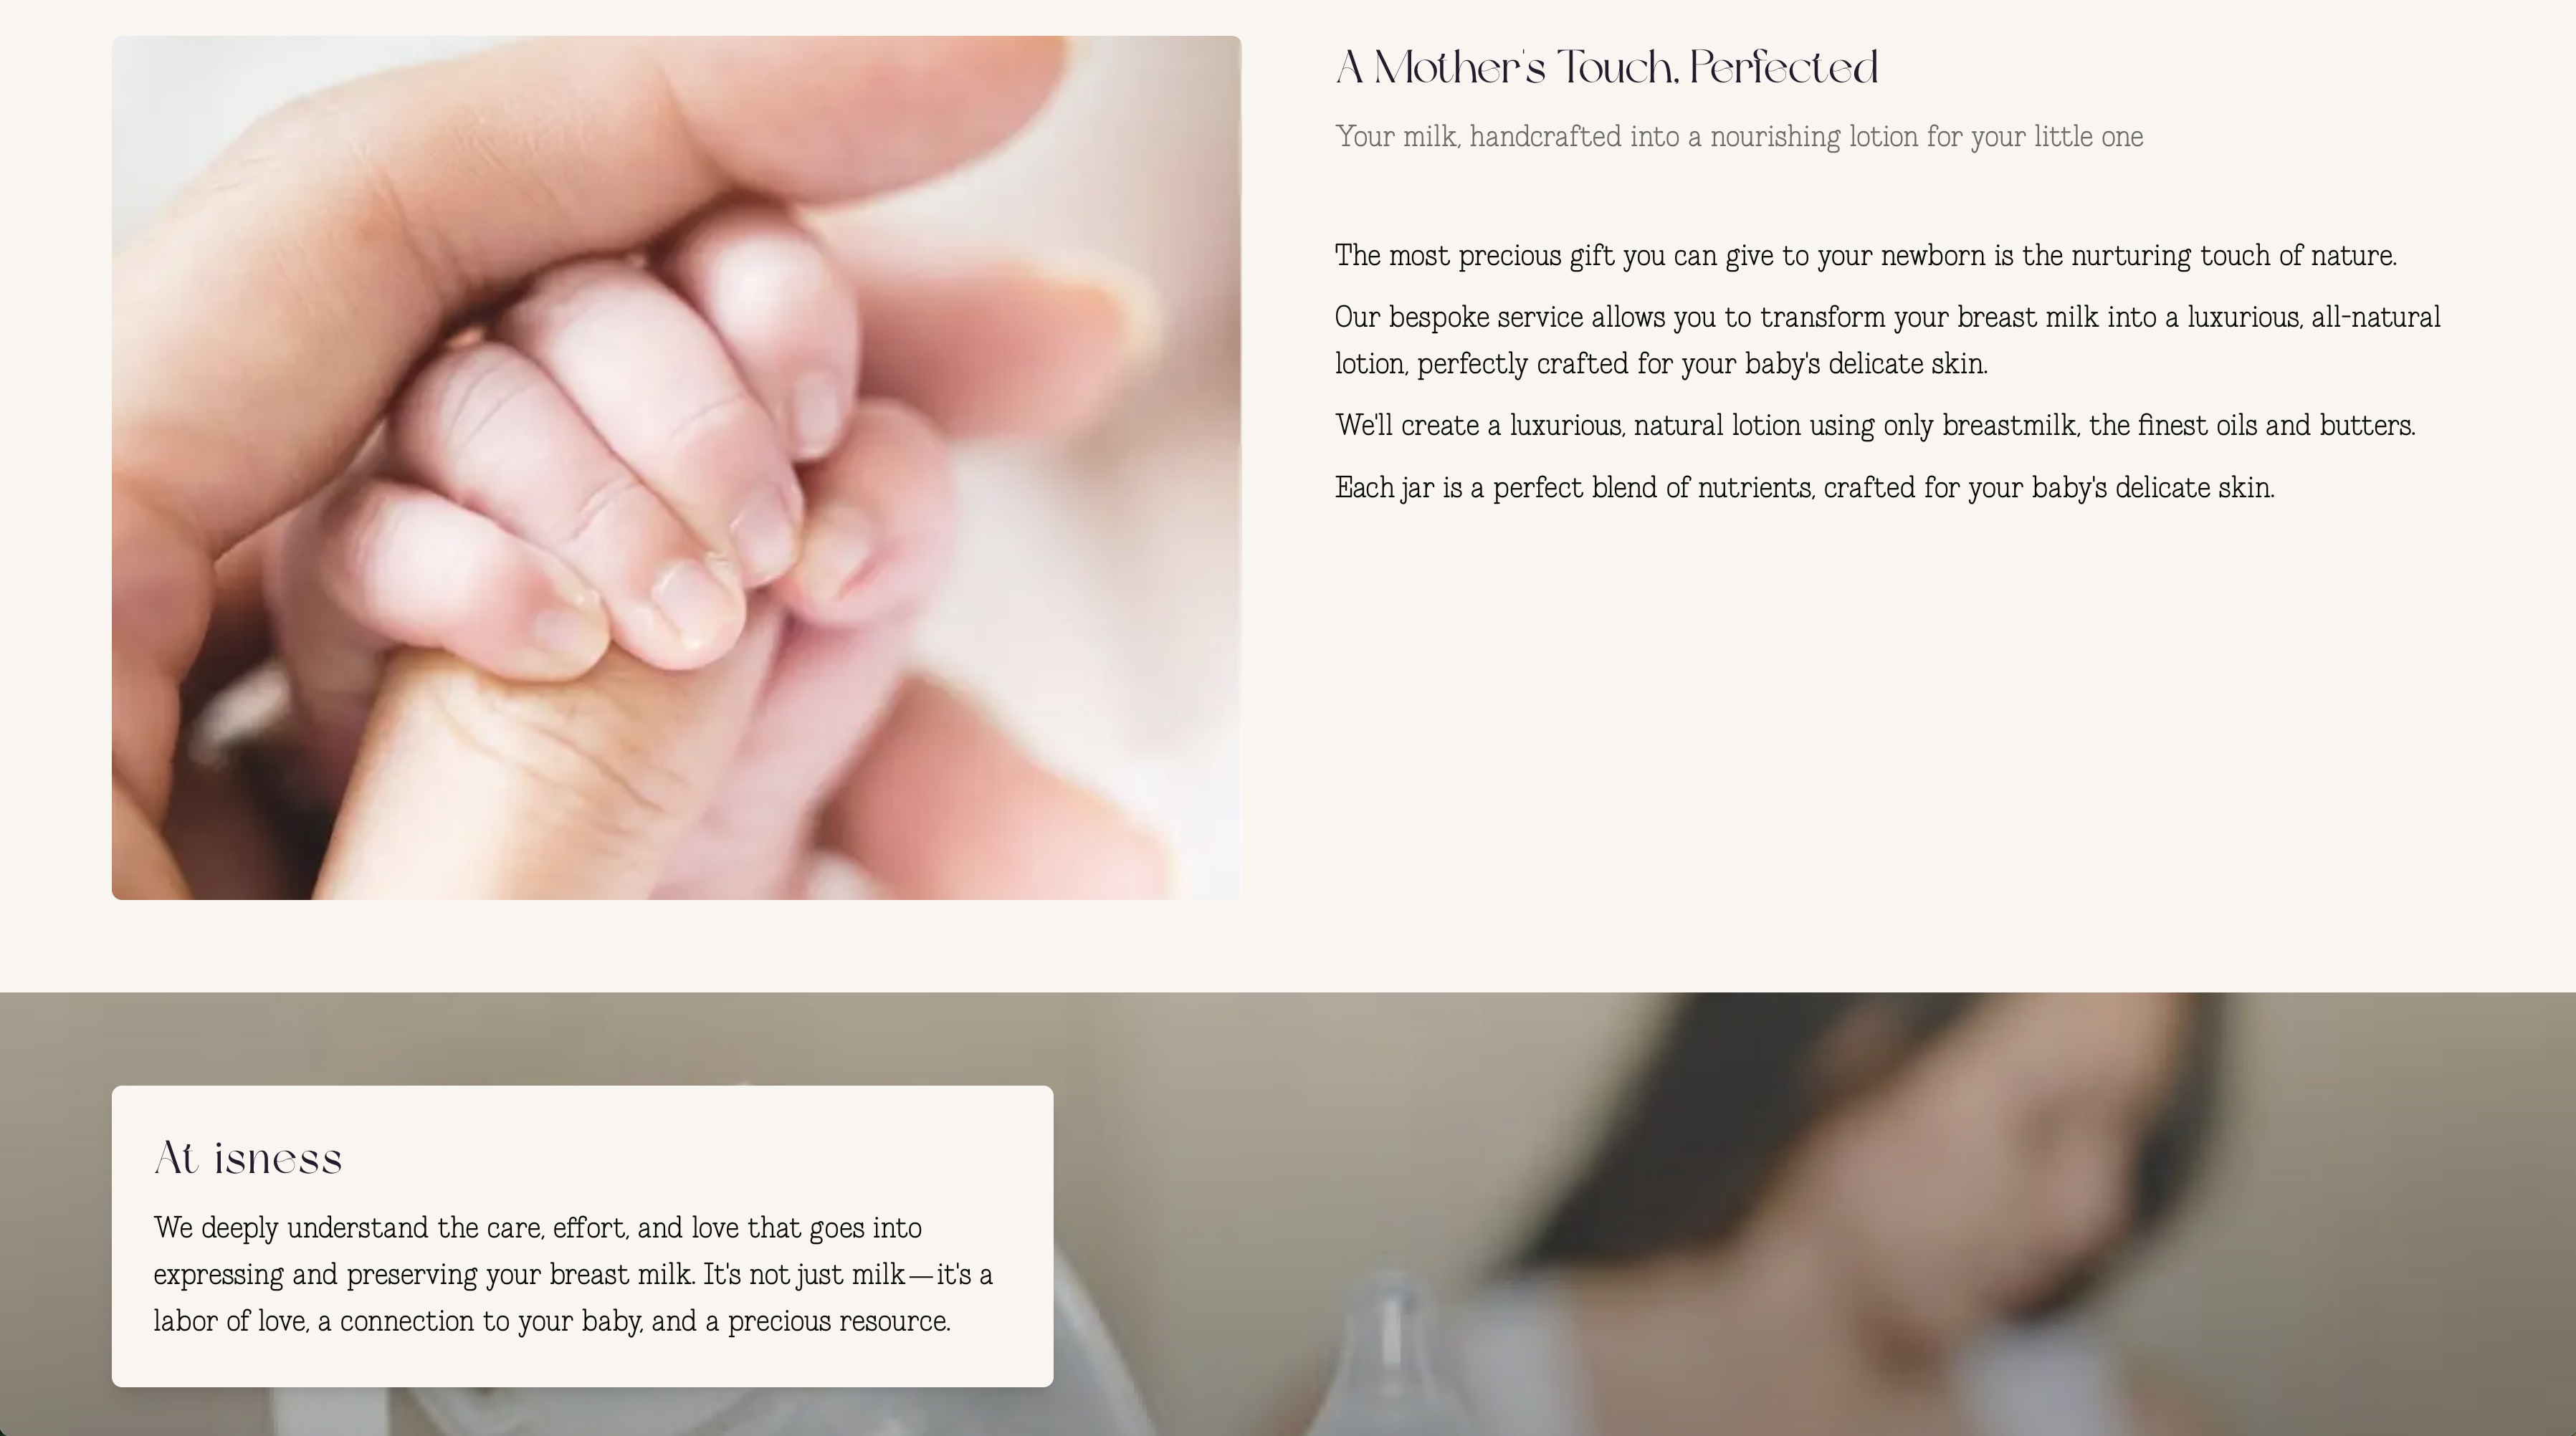 A Mother's Touch, Perfected
Your milk, handcrafted into a nourishing lotion for your little one
The most precious gift you can give to your newborn is the nurturing touch of nature.
Our bespoke service allows you to transform your breast milk into a luxurious, all-natural
lotion, perfectly crafted for your baby's delicate skin.
We'll create a luxurious, natural lotion using only breastmilk, the finest oils and butters.
Each jar is a perfect blend of nutrients, crafted for your baby's delicate skin.
At isness
We deeply understand the care, effort, and love that goes into
expressing and preserving your breast milk. It's not just milk—it's a
labor of love, a connection to your baby, and a precious resource.